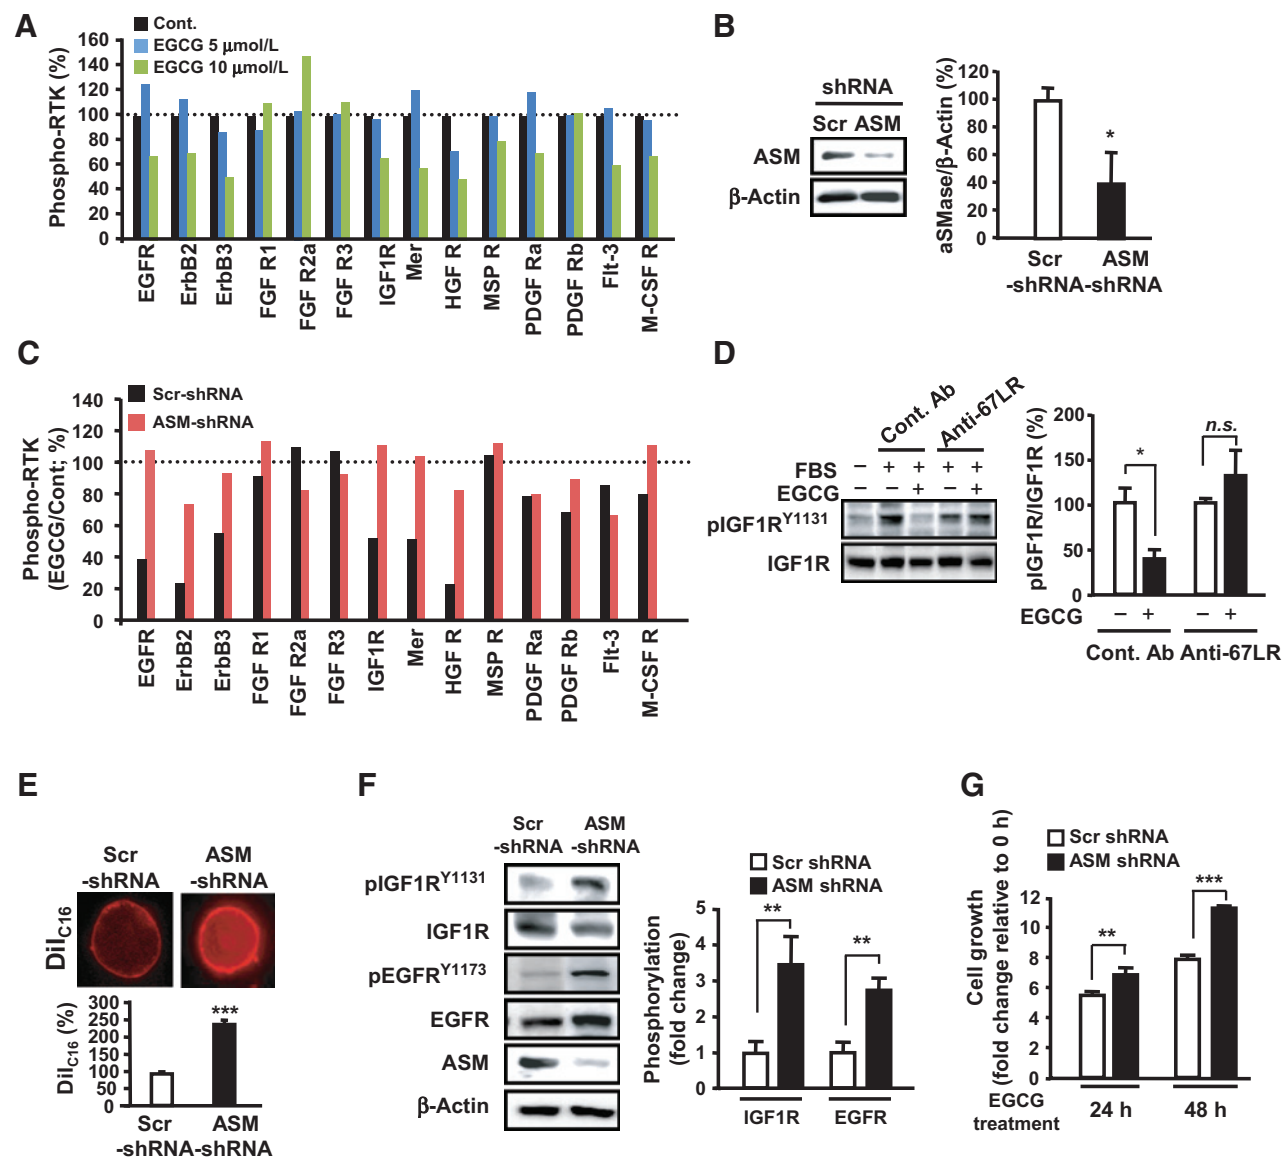 A
Cont.
EGCG 5 μmol/L
EGCG 10 μmol/L
Phospho-RTK (%)
160
140
120
100
80
60
40
20
0
EGFR
ErbB2
ErbB3
FGF R1
FGF R2a
FGF R3
IGF1R
Mer
HGF R
MSP R
PDGF Ra
PDGF Rb
Flt-3
M-CSF R
B
shRNA
Scr ASM
ASM
β-Actin
aSMase/β-Actin (%)
120
100
80
60
40
20
0
*
Scr
-shRNA
ASM
-shRNA
C
Scr-shRNA
ASM-shRNA
Phospho-RTK
(EGCG/Cont; %)
140
120
100
80
60
40
20
0
EGFR
ErbB2
ErbB3
FGF R1
FGF R2a
FGF R3
IGF1R
Mer
HGF R
MSP R
PDGF Ra
PDGF Rb
Flt-3
M-CSF R
D
Cont. Ab
Anti-67LR
FBS − + + + +
EGCG − − + − +
pIGF1R^Y1131
IGF1R
pIGF1R/IGF1R (%)
200
150
100
50
0
*
n.s.
EGCG − + − +
Cont. Ab Anti-67LR
E
Scr
-shRNA
ASM
-shRNA
DiI_C16
DiI_C16 (%)
300
250
200
150
100
50
0
***
Scr
-shRNA
ASM
-shRNA
F
Scr
-shRNA
ASM
-shRNA
pIGF1R^Y1131
IGF1R
pEGFR^Y1173
EGFR
ASM
β-Actin
Scr shRNA
ASM shRNA
Phosphorylation
(fold change)
5
4
3
2
1
0
**
**
IGF1R
EGFR
G
Scr shRNA
ASM shRNA
Cell growth
(fold change relative to 0 h)
12
10
8
6
4
2
0
**
***
EGCG
treatment
24 h
48 h